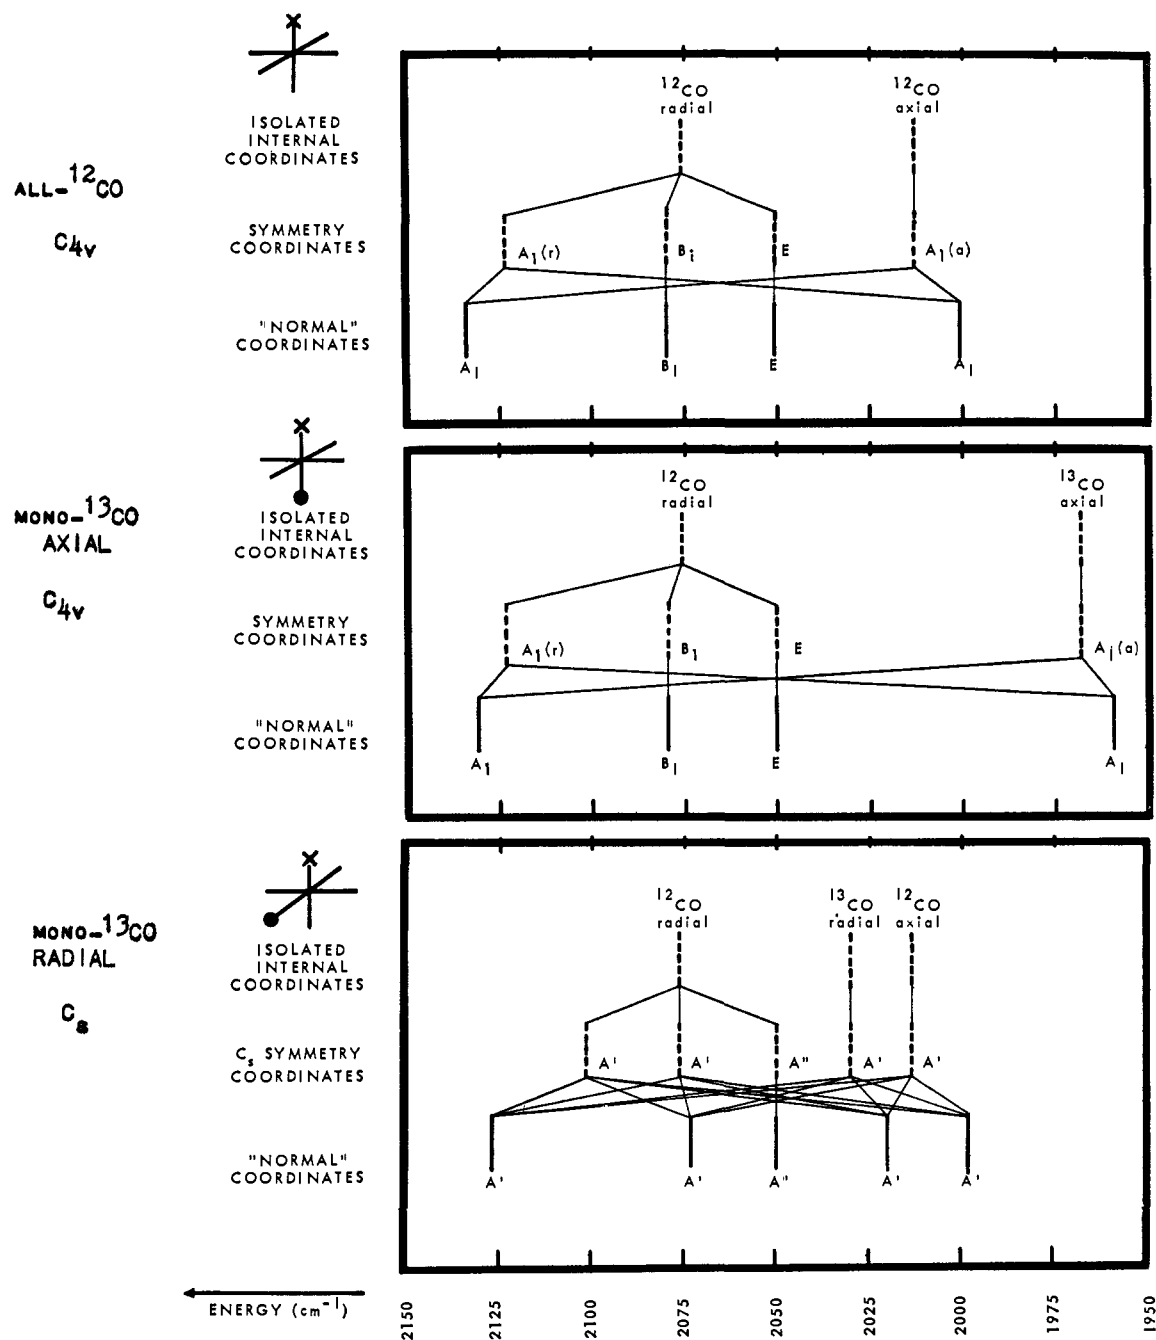 ALL-¹²CO
C₄ᵥ
ISOLATED
INTERNAL
COORDINATES
¹²CO
radial
¹²CO
axial
SYMMETRY
COORDINATES
A₁(r)
B₁
E
A₁(a)
"NORMAL"
COORDINATES
A₁
B₁
E
A₁
MONO-¹³CO
AXIAL
C₄ᵥ
ISOLATED
INTERNAL
COORDINATES
¹²CO
radial
¹³CO
axial
SYMMETRY
COORDINATES
A₁(r)
B₁
E
A₁(a)
"NORMAL"
COORDINATES
A₁
B₁
E
A₁
MONO-¹³CO
RADIAL
Cₛ
ISOLATED
INTERNAL
COORDINATES
¹²CO
radial
¹³CO
radial
¹²CO
axial
Cₛ SYMMETRY
COORDINATES
A'
A'
A"
A'
A'
"NORMAL"
COORDINATES
A'
A'
A"
A'
A'
ENERGY (cm⁻¹)
2150
2125
2100
2075
2050
2025
2000
1975
1950